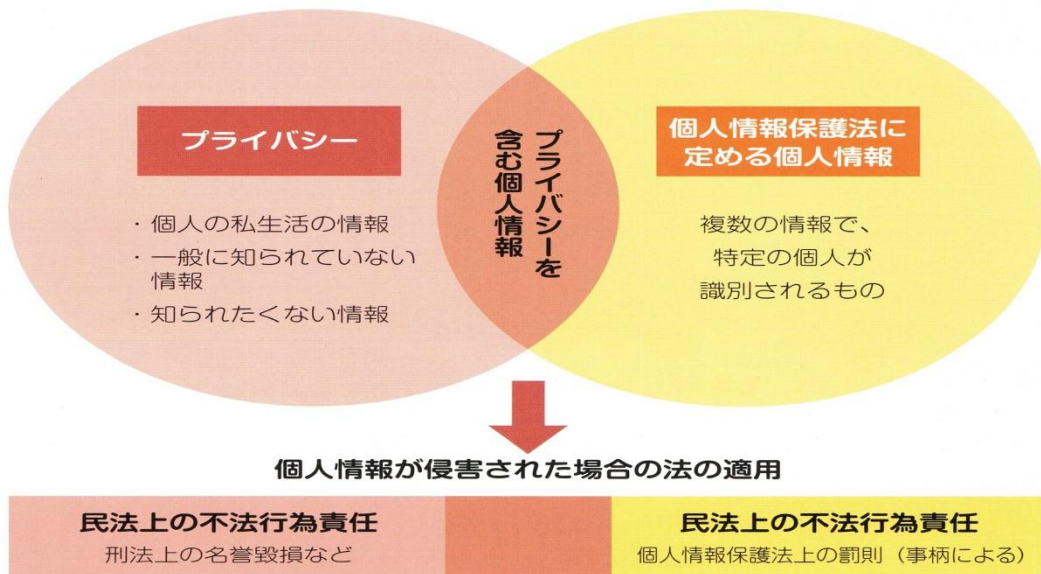 プライバシー
・個人の私生活の情報
・一般に知られていない
情報
・知られたくない情報
プライバシーを
含む個人情報
個人情報保護法に
定める個人情報
複数の情報で、
特定の個人が
識別されるもの
個人情報が侵害された場合の法の適用
民法上の不法行為責任
刑法上の名誉毀損など
民法上の不法行為責任
個人情報保護法上の罰則（事柄による）